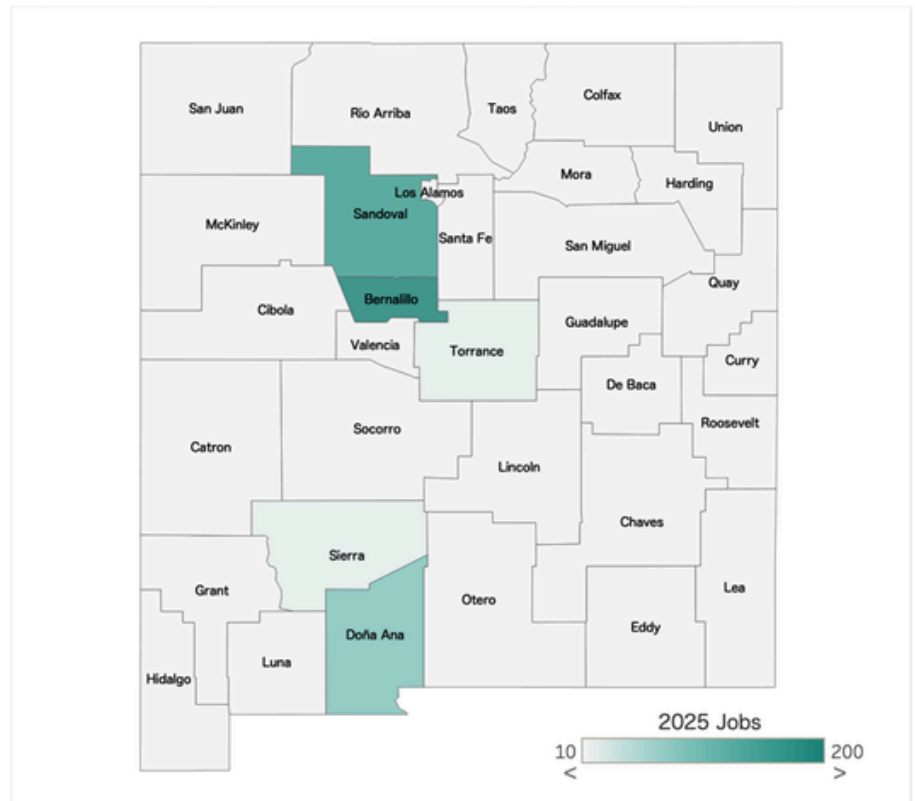 San Juan
Rio Arriba
Taos
Colfax
Union
Mora
Harding
Los Alamos
Sandoval
McKinley
Santa Fe
San Miguel
Quay
Cibola
Bernalillo
Guadalupe
Valencia
Torrance
Curry
De Baca
Roosevelt
Catron
Socorro
Lincoln
Chaves
Sierra
Grant
Otero
Lea
Doña Ana
Eddy
Luna
Hidalgo
2025 Jobs
10 200
< >